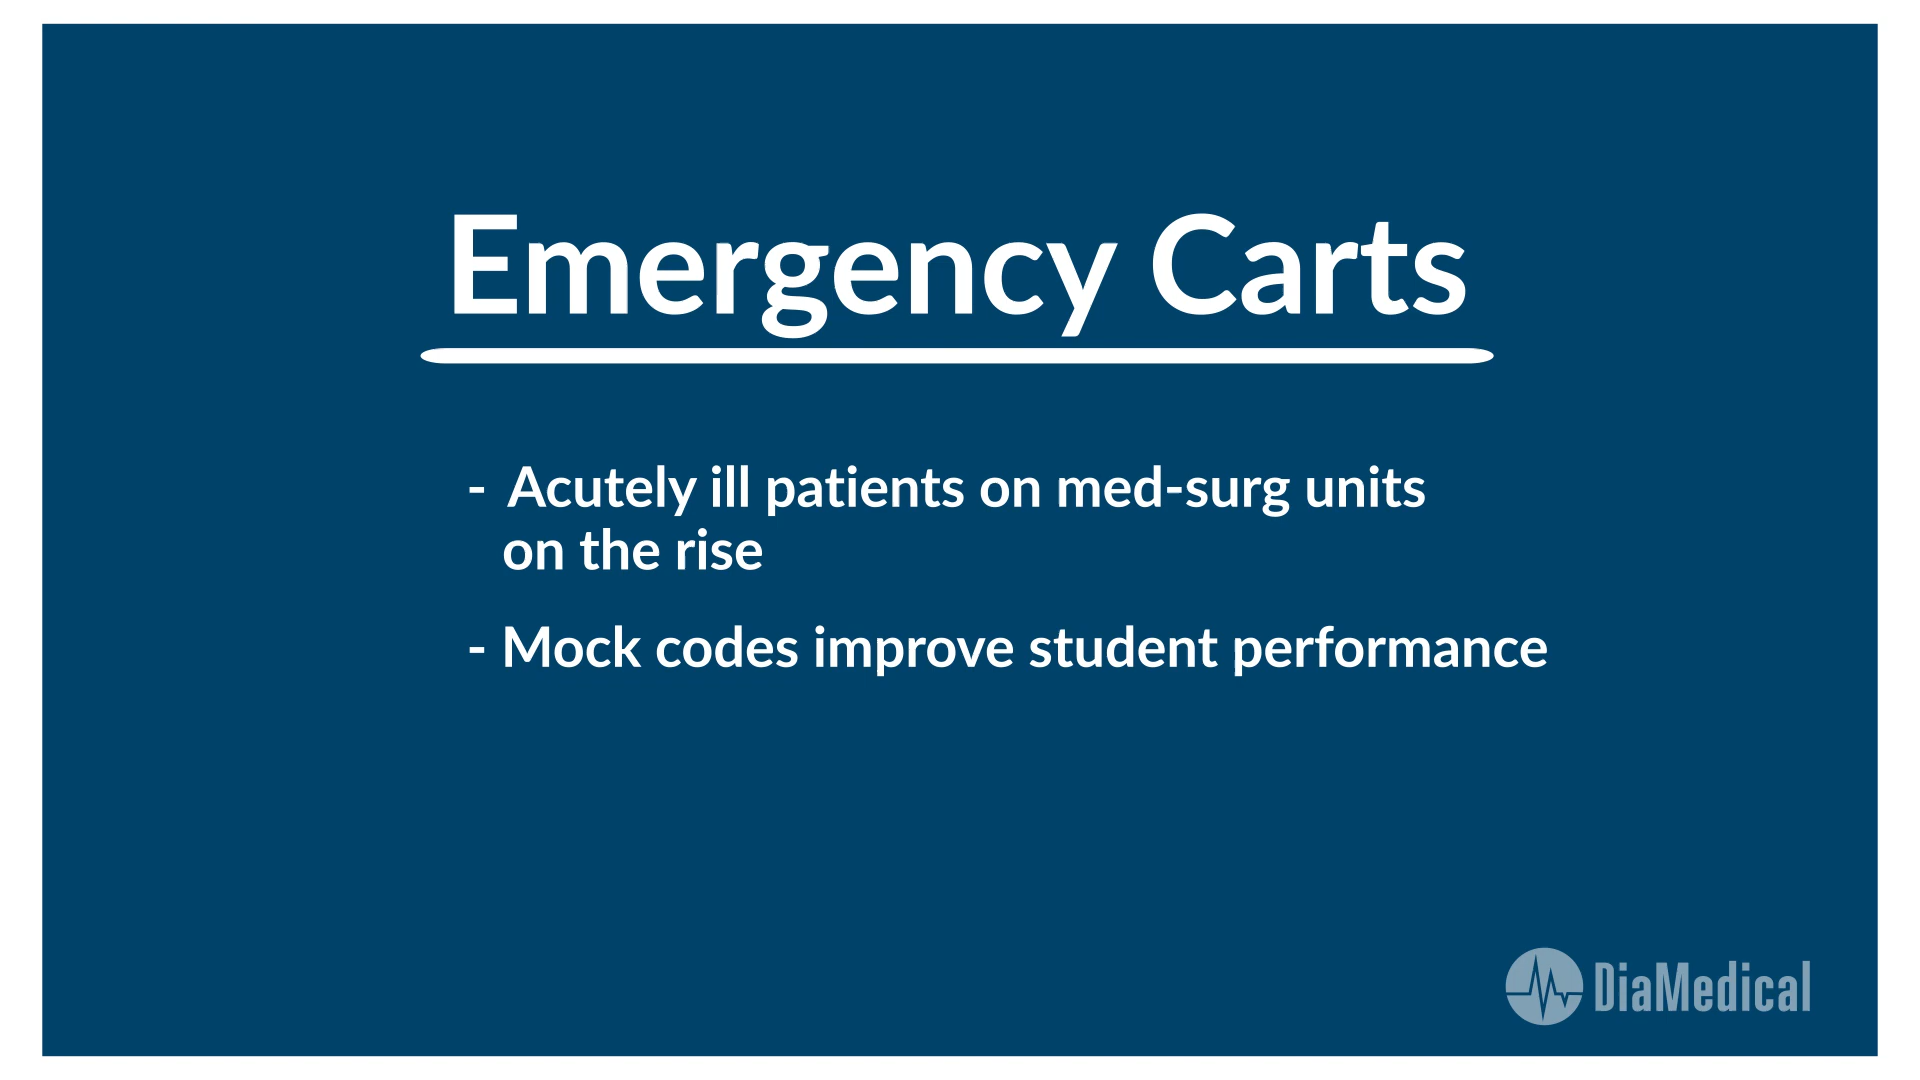 Emergency Carts
- Acutely ill patients on med-surg units
on the rise
- Mock codes improve student performance
DiaMedical